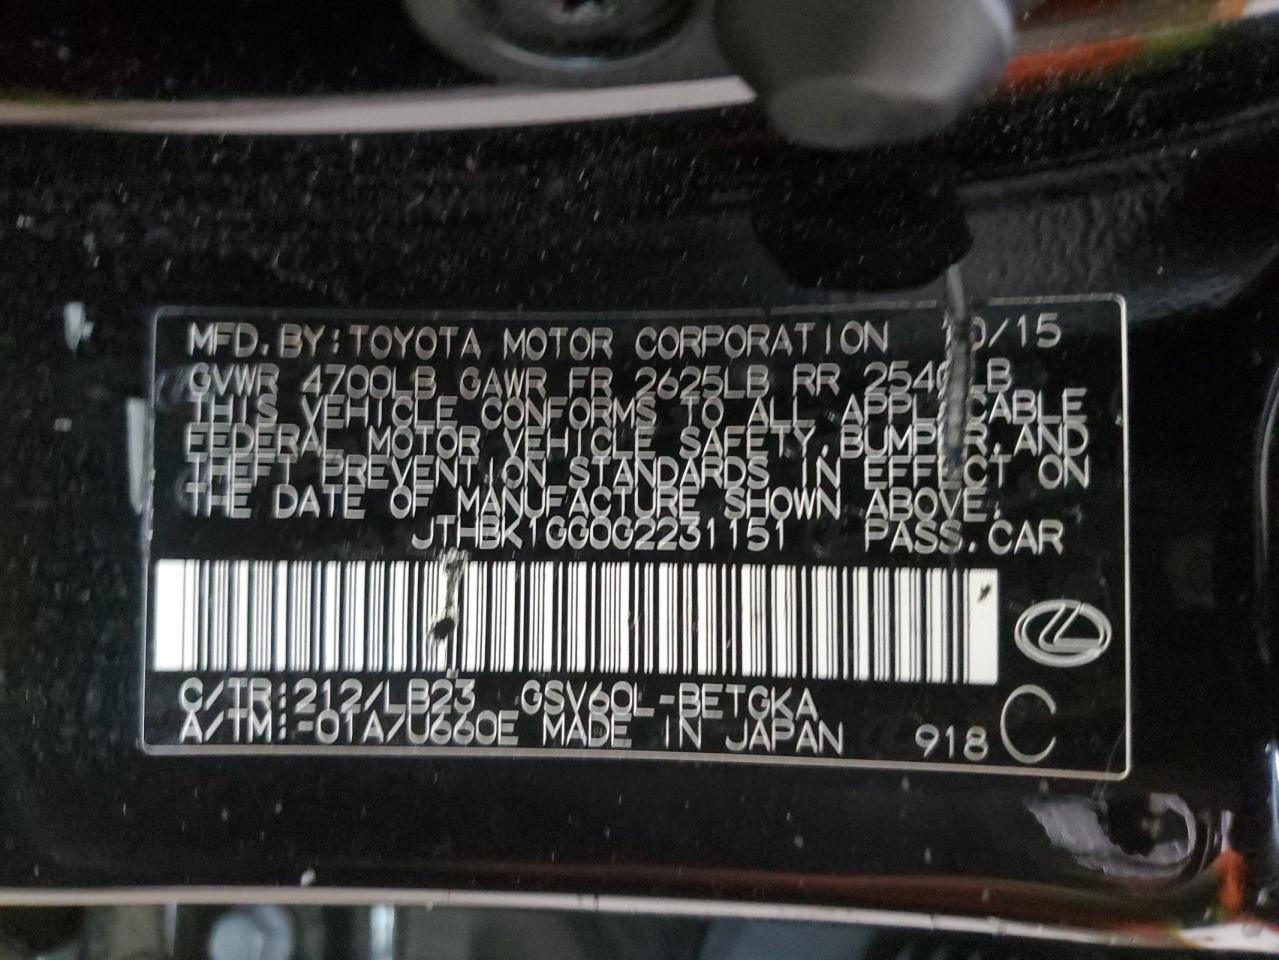 MFD.BY:TOYOTA MOTOR CORPORATION 10/15
GVWR 4700LB GAWR FR 2625LB RR 2540LB
THIS VEHICLE CONFORMS TO ALL APPLICABLE
FEDERAL MOTOR VEHICLE SAFETY,BUMPER,AND
THEFT PREVENTION STANDARDS IN EFFECT ON
THE DATE OF MANUFACTURE SHOWN ABOVE.
JTHBK1GG0G2231151 PASS.CAR
C/TR:212/LB23 GSV60L-BETGKA
A/TM:-01A/U660E MADE IN JAPAN 918 C